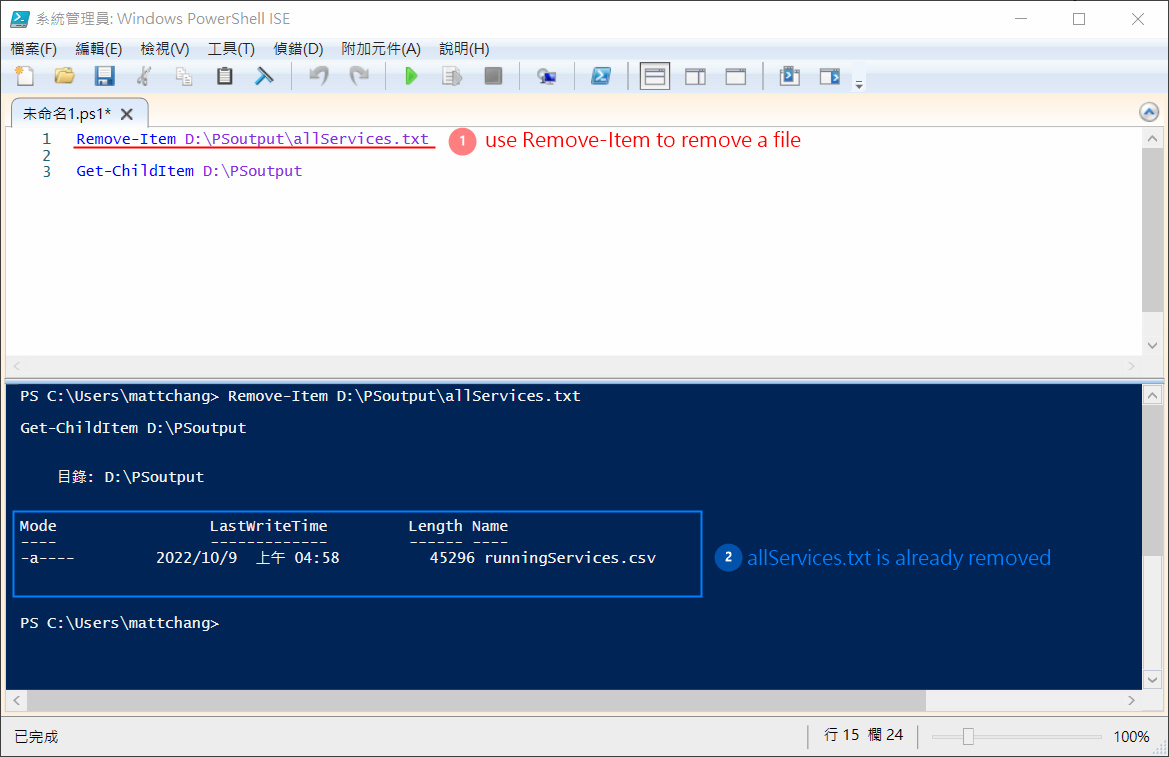 系統管理員: Windows PowerShell ISE
檔案(F) 編輯(E) 檢視(V) 工具(T) 偵錯(D) 附加元件(A) 說明(H)
未命名1.ps1*
1 Remove-Item D:\PSoutput\allServices.txt 1 use Remove-Item to remove a file
2
3 Get-ChildItem D:\PSoutput
PS C:\Users\mattchang> Remove-Item D:\PSoutput\allServices.txt
Get-ChildItem D:\PSoutput
目錄: D:\PSoutput
Mode LastWriteTime Length Name
---- ------------- ------ ----
-a---- 2022/10/9 上午 04:58 45296 runningServices.csv
2 allServices.txt is already removed
PS C:\Users\mattchang>
已完成 行 15 欄 24 100%